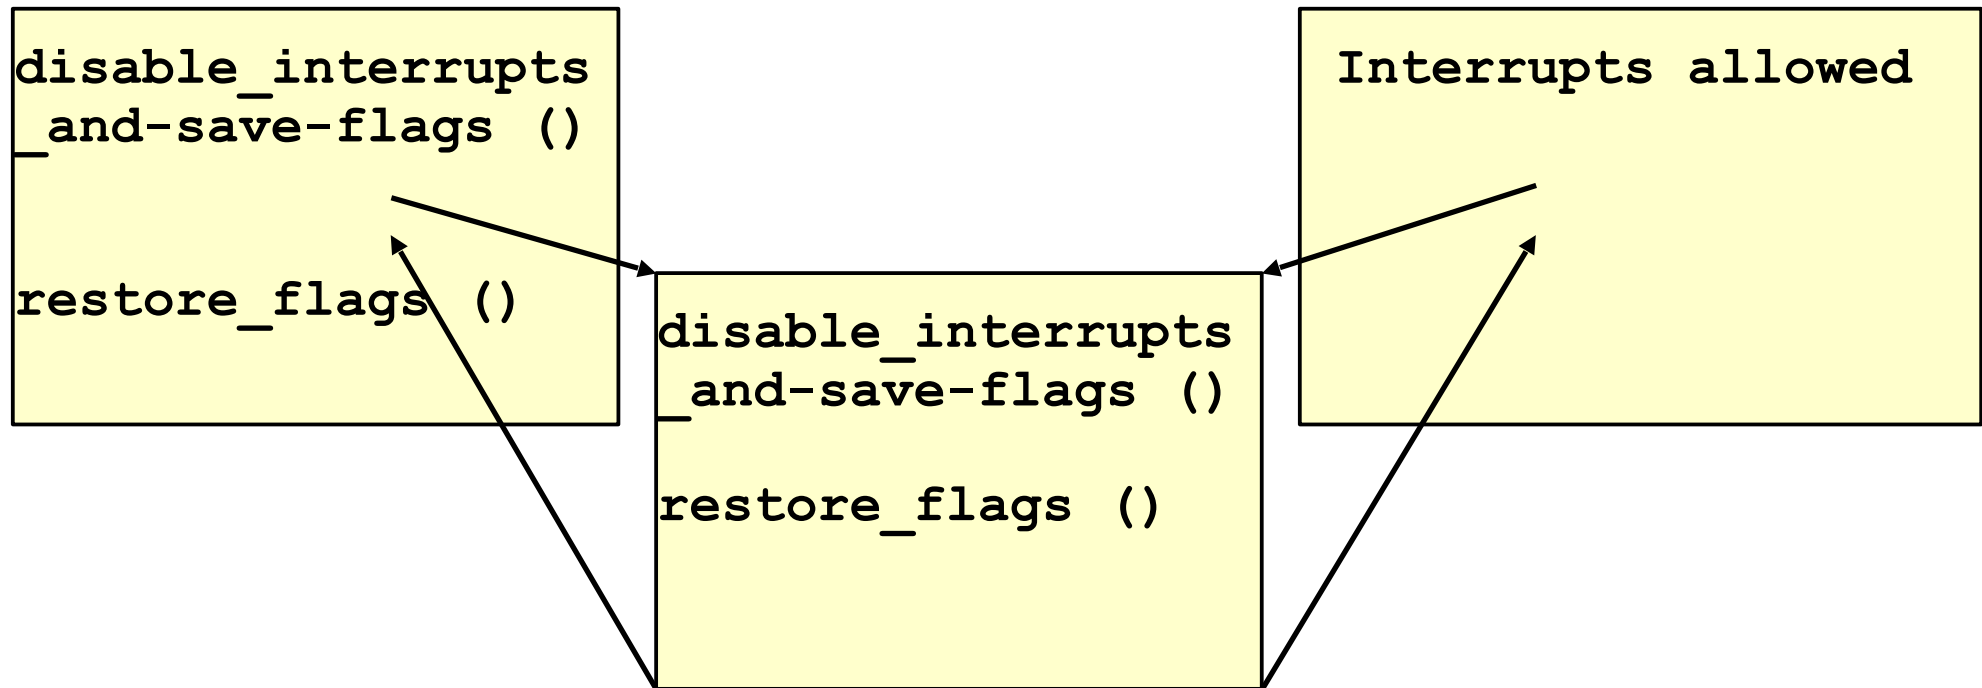 disable_interrupts
_and-save-flags ()
restore_flags ()
Interrupts allowed
disable_interrupts
_and-save-flags ()
restore_flags ()